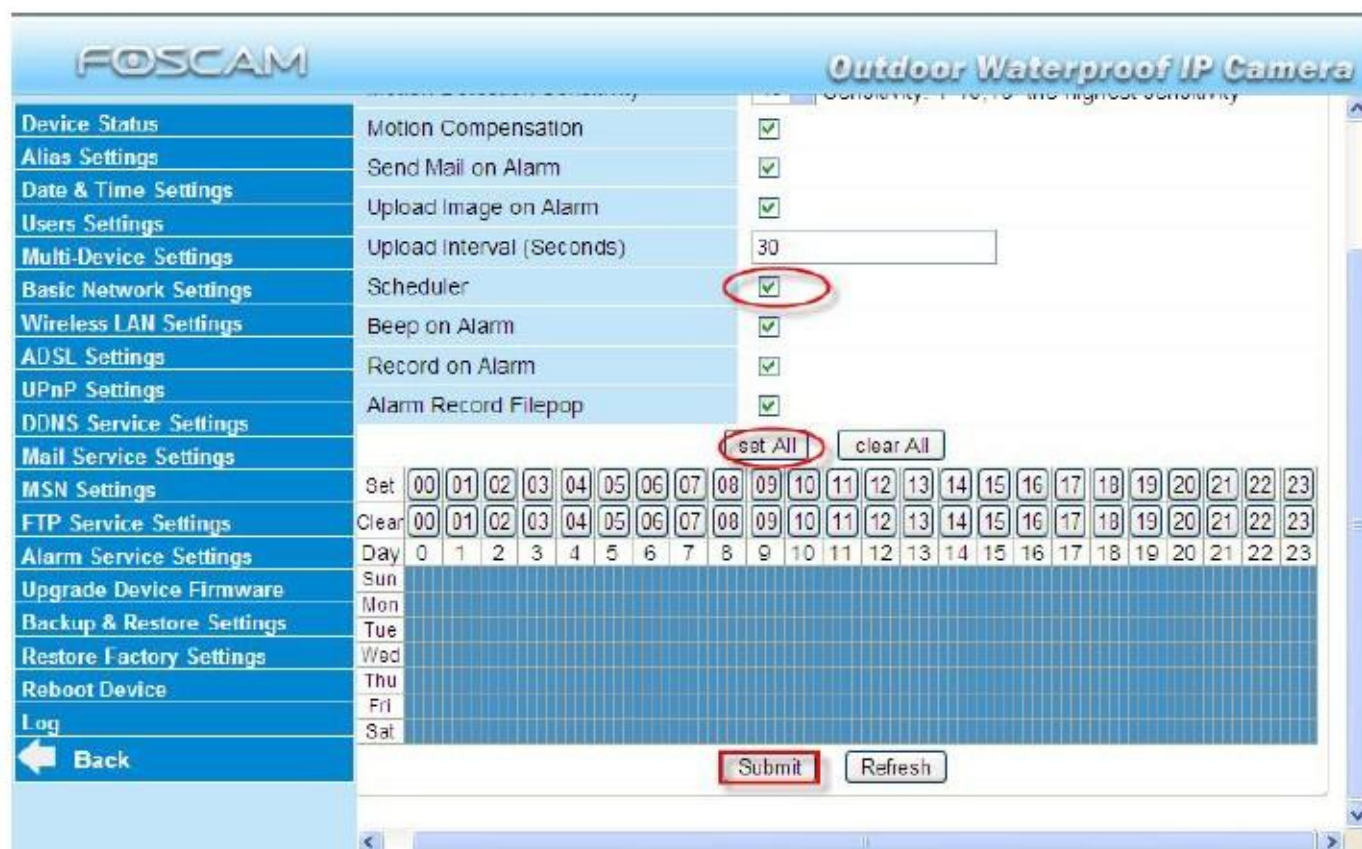 FOSCAM
Outdoor Waterproof IP Camera
Device Status
Alias Settings
Date & Time Settings
Users Settings
Multi-Device Settings
Basic Network Settings
Wireless LAN Settings
ADSL Settings
UPnP Settings
DDNS Service Settings
Mail Service Settings
MSN Settings
FTP Service Settings
Alarm Service Settings
Upgrade Device Firmware
Backup & Restore Settings
Restore Factory Settings
Reboot Device
Log
Back
Motion Compensation
Send Mail on Alarm
Upload Image on Alarm
Upload Interval (Seconds) 30
Scheduler
Beep on Alarm
Record on Alarm
Alarm Record Filepop
set All clear All
Set 00 01 02 03 04 05 06 07 08 09 10 11 12 13 14 15 16 17 18 19 20 21 22 23
Clear 00 01 02 03 04 05 06 07 08 09 10 11 12 13 14 15 16 17 18 19 20 21 22 23
Day 0 1 2 3 4 5 6 7 8 9 10 11 12 13 14 15 16 17 18 19 20 21 22 23
Sun
Mon
Tue
Wed
Thu
Fri
Sat
Submit Refresh